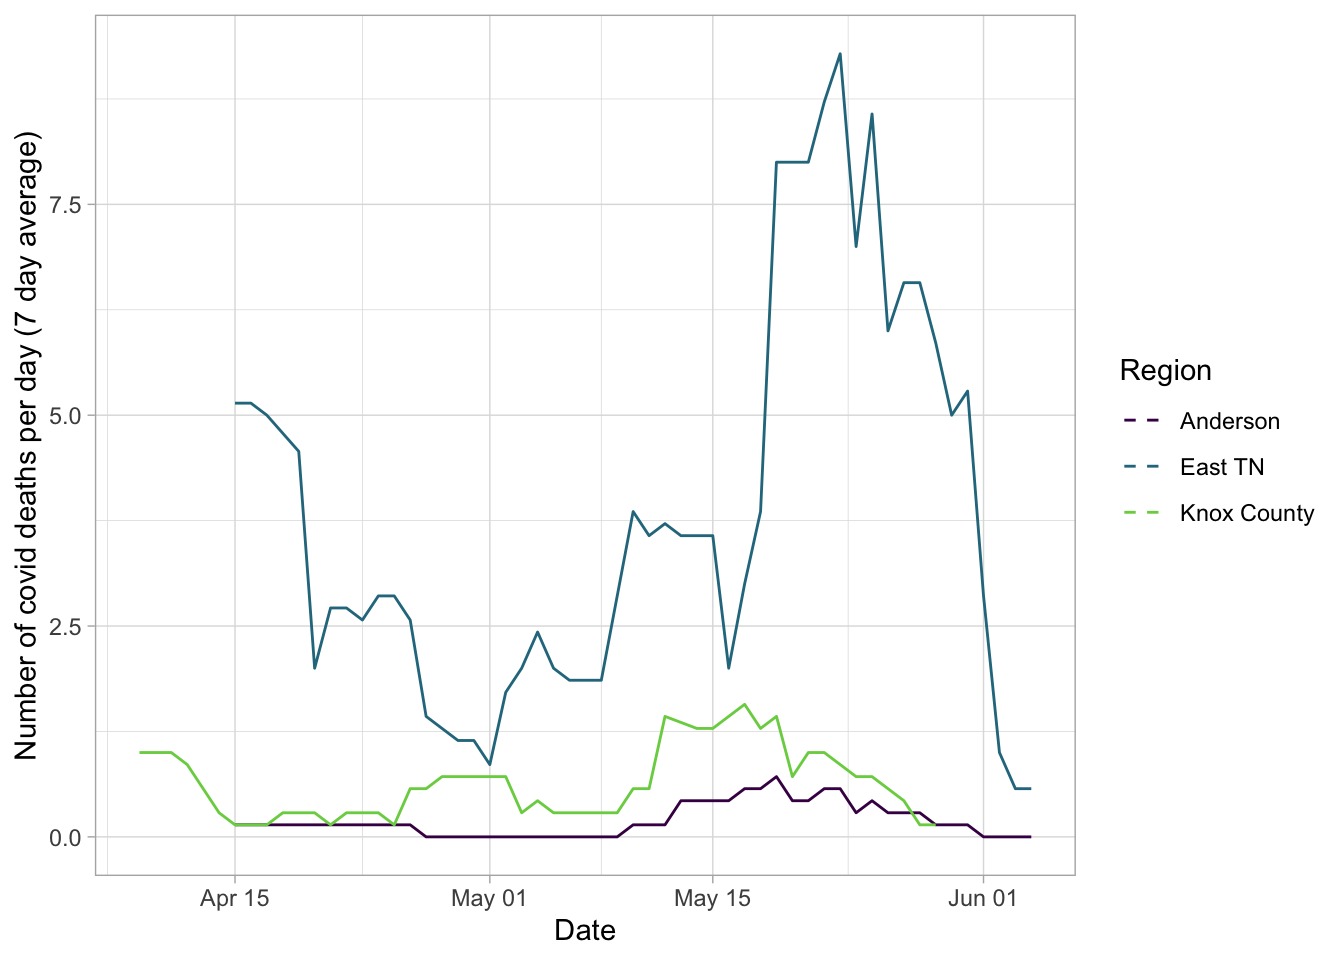 Number of covid deaths per day (7 day average)
7.5
5.0
2.5
0.0
Apr 15
May 01
May 15
Jun 01
Date
Region
Anderson
East TN
Knox County